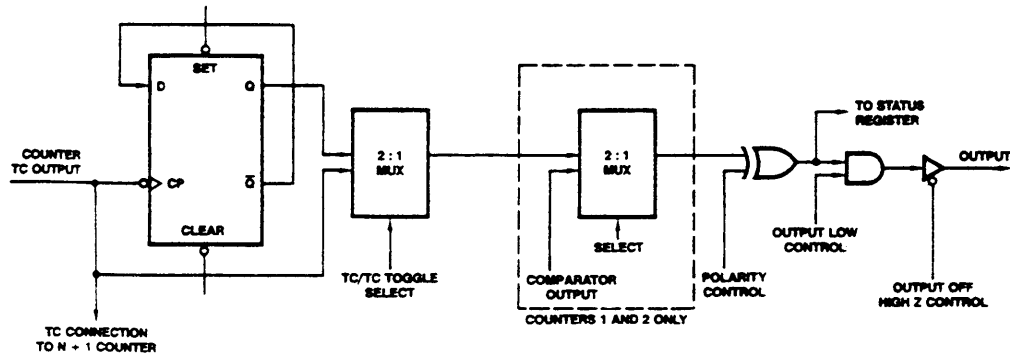 SET
D
Q
COUNTER
TC OUTPUT
CP
Q
CLEAR
TC CONNECTION
TO N + 1 COUNTER
2 : 1
MUX
TC/TC TOGGLE
SELECT
2 : 1
MUX
SELECT
COMPARATOR
OUTPUT
COUNTERS 1 AND 2 ONLY
POLARITY
CONTROL
TO STATUS
REGISTER
OUTPUT LOW
CONTROL
OUTPUT
OUTPUT OFF
HIGH Z CONTROL